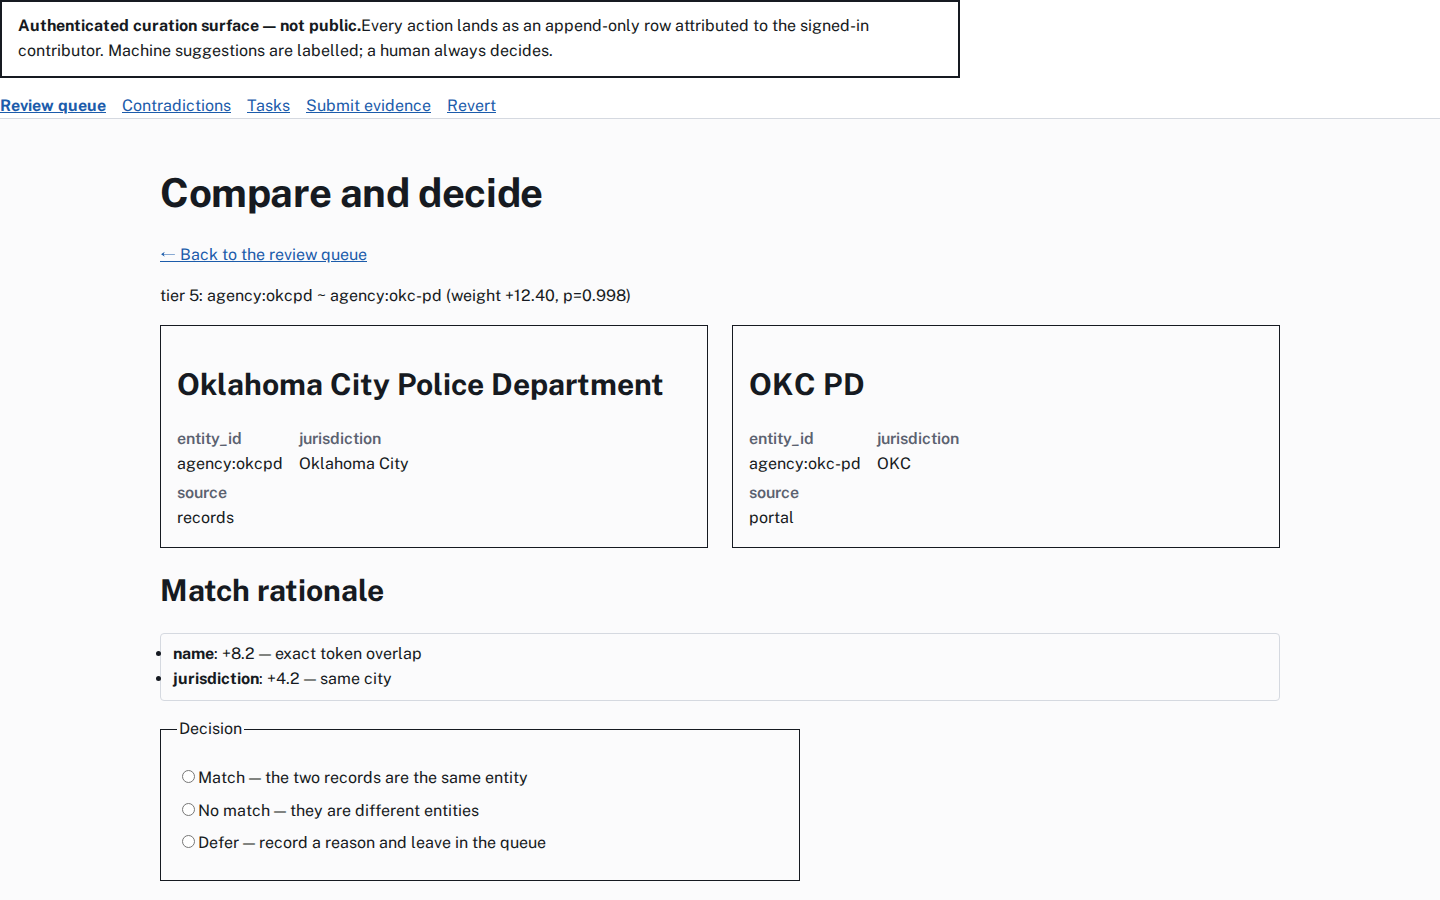 Authenticated curation surface — not public.Every action lands as an append-only row attributed to the signed-in
contributor. Machine suggestions are labelled; a human always decides.
Review queue Contradictions Tasks Submit evidence Revert
Compare and decide
← Back to the review queue
tier 5: agency:okcpd ~ agency:okc-pd (weight +12.40, p=0.998)
Oklahoma City Police Department
entity_id jurisdiction
agency:okcpd Oklahoma City
source
records
OKC PD
entity_id jurisdiction
agency:okc-pd OKC
source
portal
Match rationale
name: +8.2 — exact token overlap
jurisdiction: +4.2 — same city
Decision
Match — the two records are the same entity
No match — they are different entities
Defer — record a reason and leave in the queue